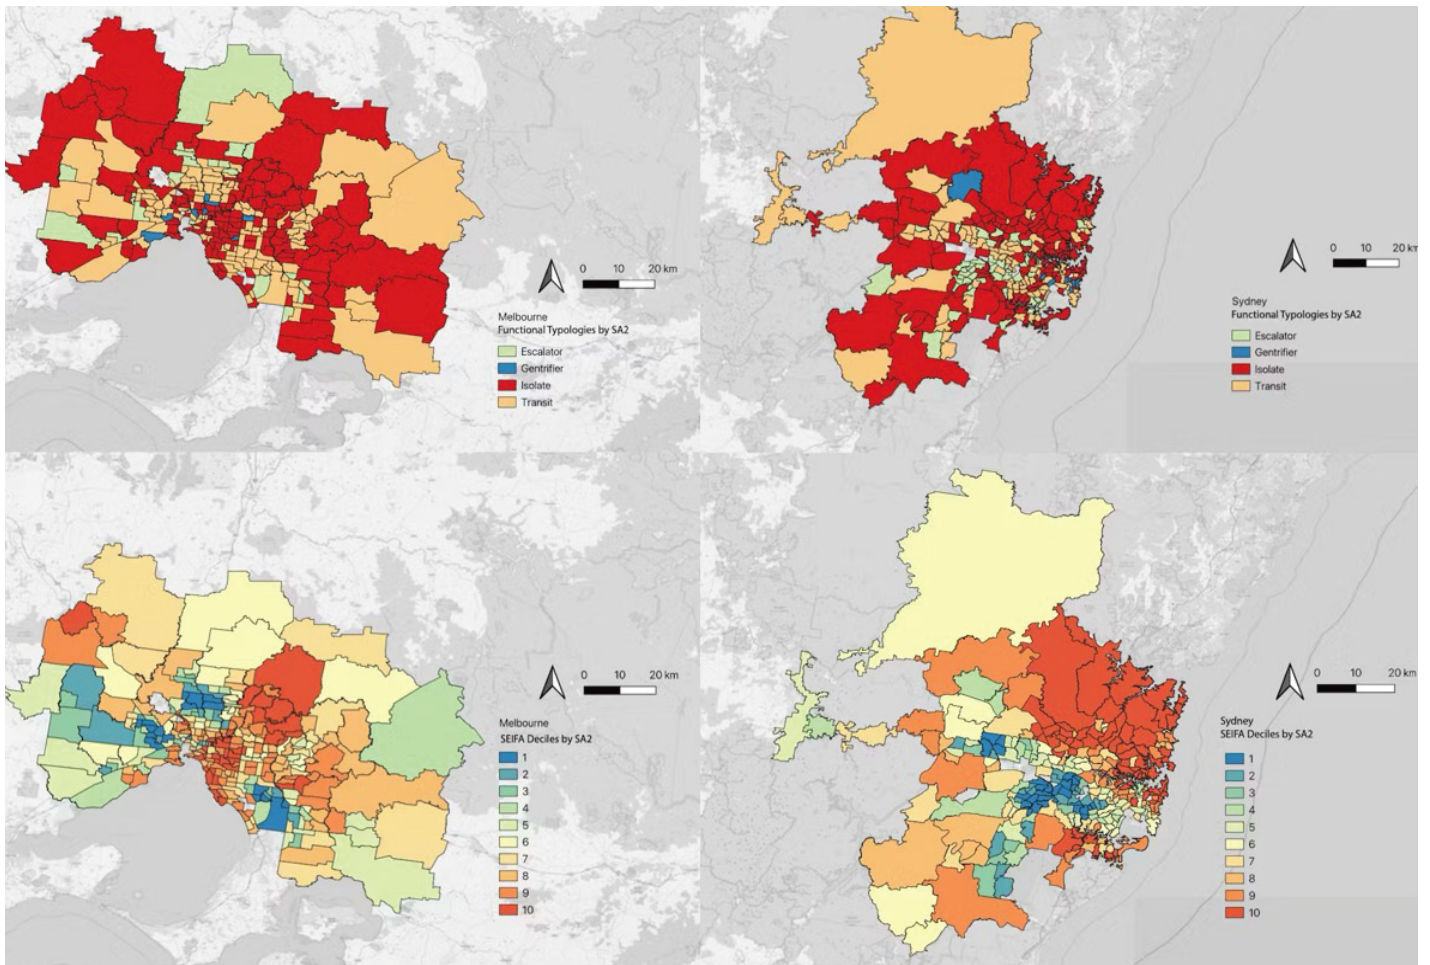 0 10 20 km
Melbourne
Functional Typologies by SA2
Escalator
Gentrifier
Isolate
Transit
0 10 20 km
Sydney
Functional Typologies by SA2
Escalator
Gentrifier
Isolate
Transit
0 10 20 km
Melbourne
SEIFA Deciles by SA2
1
2
3
4
5
6
7
8
9
10
0 10 20 km
Sydney
SEIFA Deciles by SA2
1
2
3
4
5
6
7
8
9
10